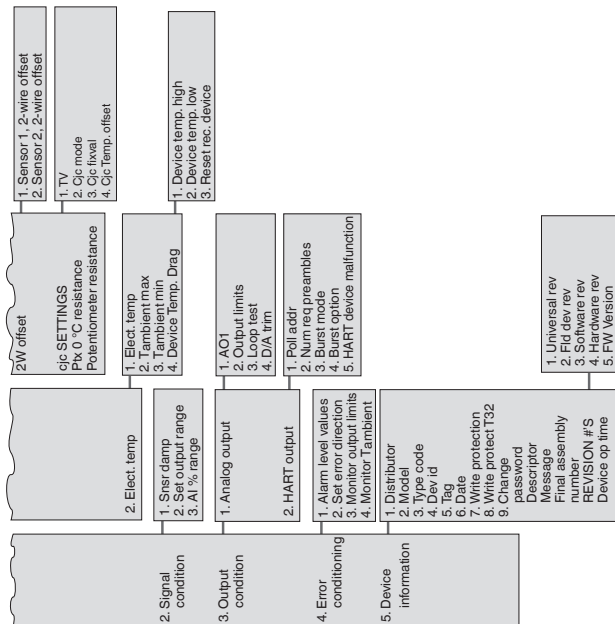 2. Signal
condition
3. Output
condition
4. Error
conditioning
5. Device
information
2. Elect. temp
1. Snsr damp
2. Set output range
3. AI % range
1. Analog output
2. HART output
1. Alarm level values
2. Set error direction
3. Monitor output limits
4. Monitor Tambient
1. Distributor
2. Model
3. Type code
4. Dev id
5. Tag
6. Date
7. Write protection
8. Write protect T32
9. Change
password
Descriptor
Message
Final assembly
number
REVISION #'S
Device op time
2W offset
cjc SETTINGS
Ptx 0 °C resistance
Potentiometer resistance
1. Elect. temp
2. Tambient max
3. Tambient min
4. Device Temp. Drag
1. AO1
2. Output limits
3. Loop test
4. D/A trim
1. Poll addr
2. Num req preambles
3. Burst mode
4. Burst option
5. HART device malfunction
1. Universal rev
2. Fld dev rev
3. Software rev
4. Hardware rev
5. FW Version
1. Sensor 1, 2-wire offset
2. Sensor 2, 2-wire offset
1. TV
2. Cjc mode
3. Cjc fixval
4. Cjc Temp. offset
1. Device temp. high
2. Device temp. low
3. Reset rec. device